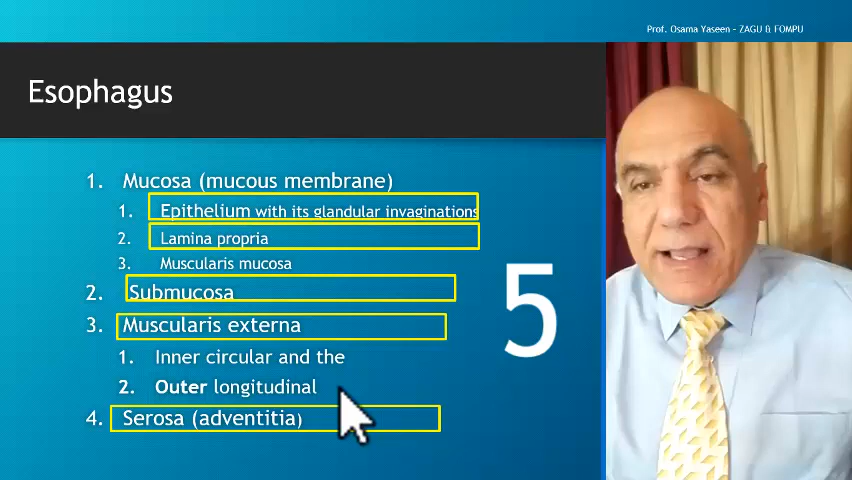 Prof. Osama Yaseen – ZAGU & FOMPU
Esophagus
1. Mucosa (mucous membrane)
1. Epithelium with its glandular invaginations
2. Lamina propria
3. Muscularis mucosa
2. Submucosa
3. Muscularis externa
1. Inner circular and the
2. Outer longitudinal
4. Serosa (adventitia)
5